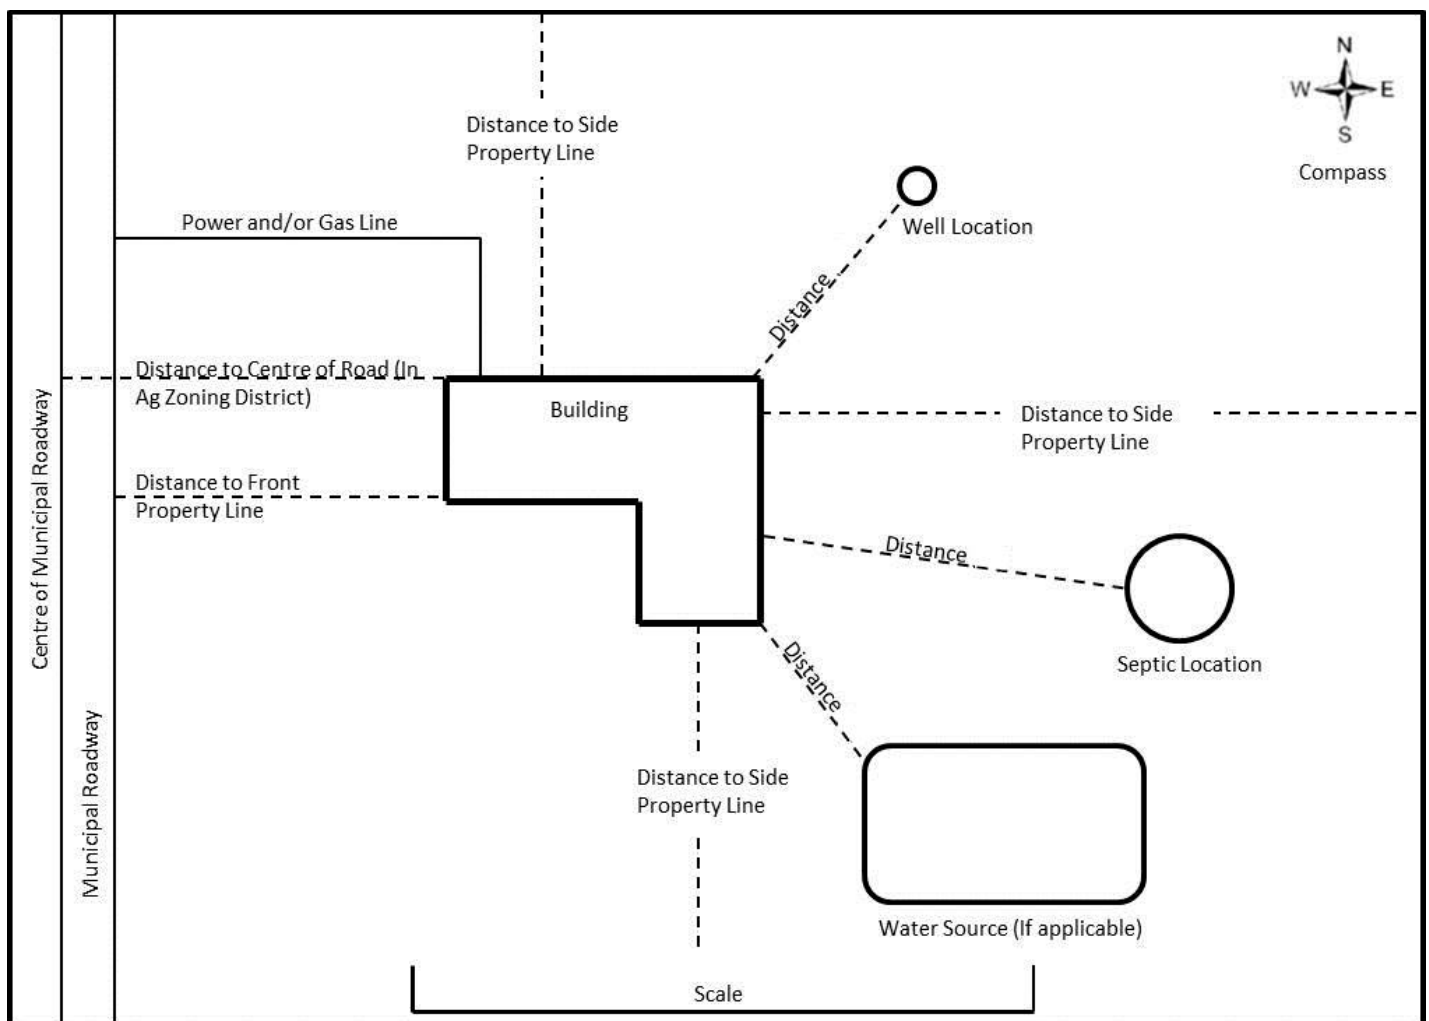 N
W E
S
Compass
Distance to Side
Property Line
Power and/or Gas Line
Well Location
Distance
Distance to Centre of Road (In
Ag Zoning District)
Building
Distance to Side
Property Line
Distance to Front
Property Line
Distance
Septic Location
Distance
Distance to Side
Property Line
Water Source (If applicable)
Scale
Centre of Municipal Roadway
Municipal Roadway